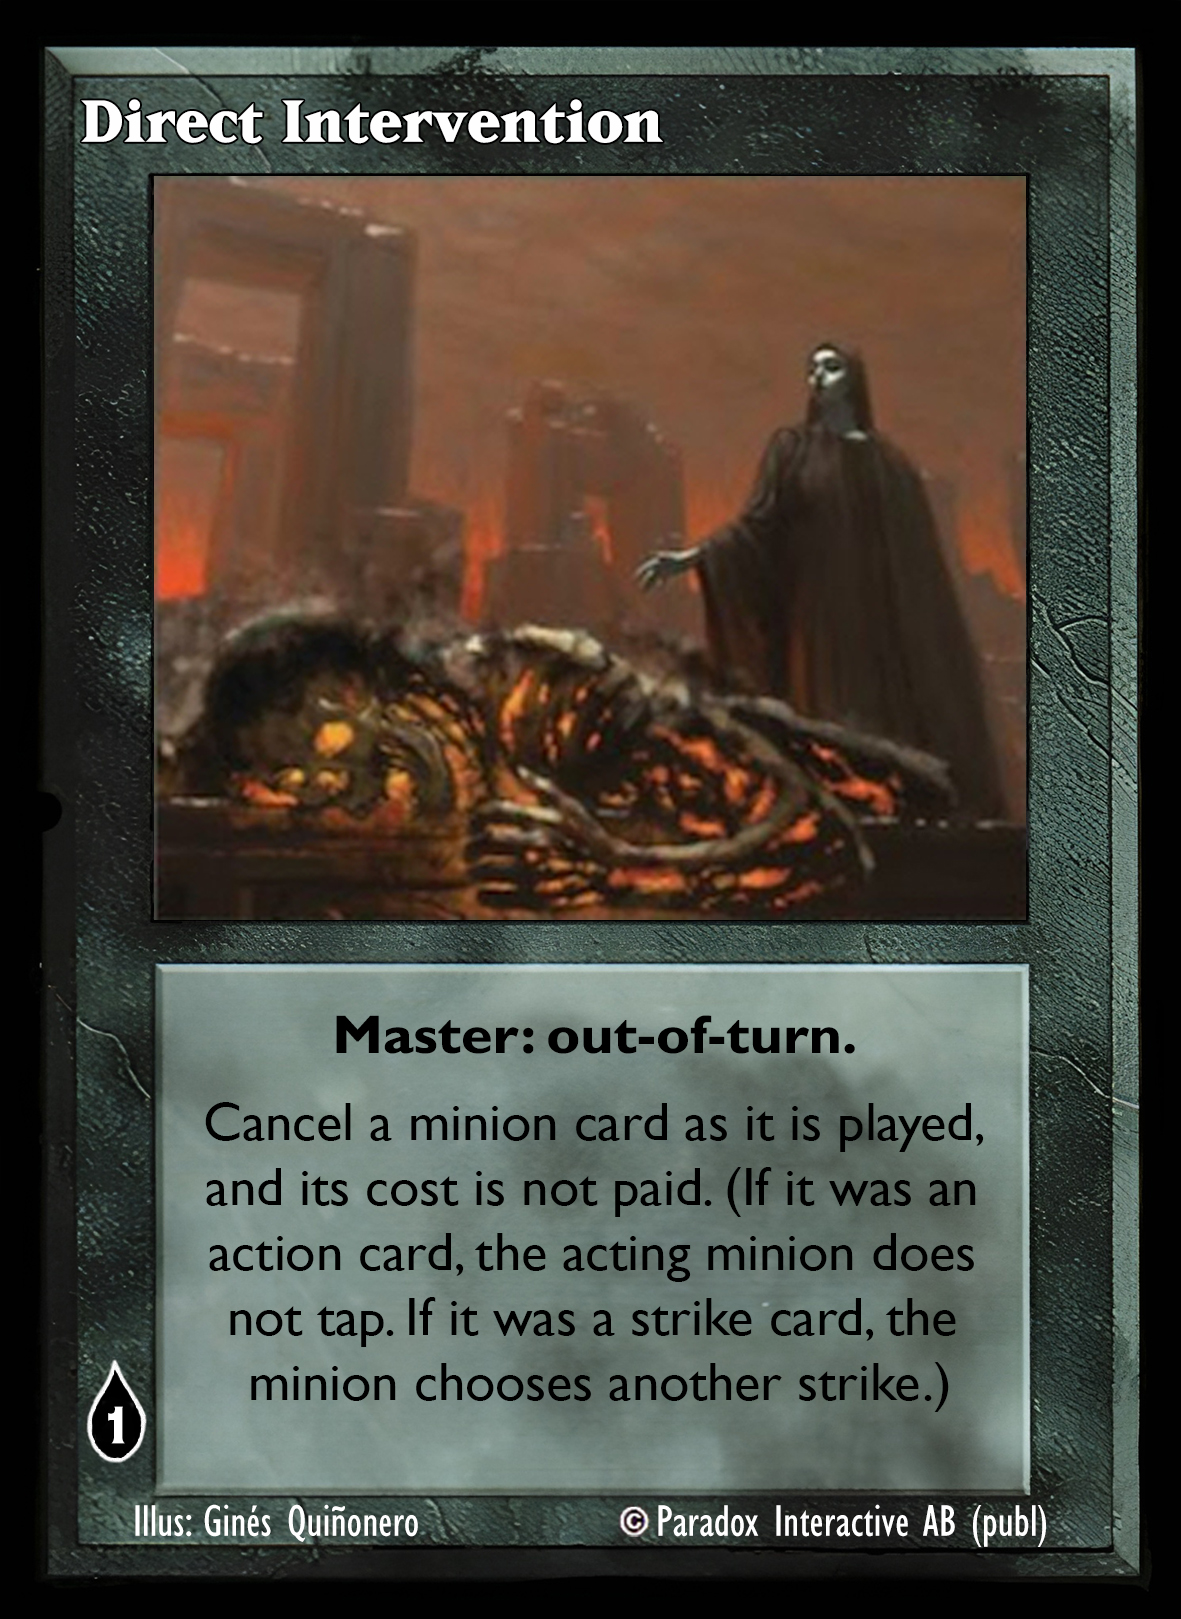 Direct Intervention
Master: out-of-turn.
Cancel a minion card as it is played,
and its cost is not paid. (If it was an
action card, the acting minion does
not tap. If it was a strike card, the
minion chooses another strike.)
1
Illus: Ginés Quiñonero © Paradox Interactive AB (publ)